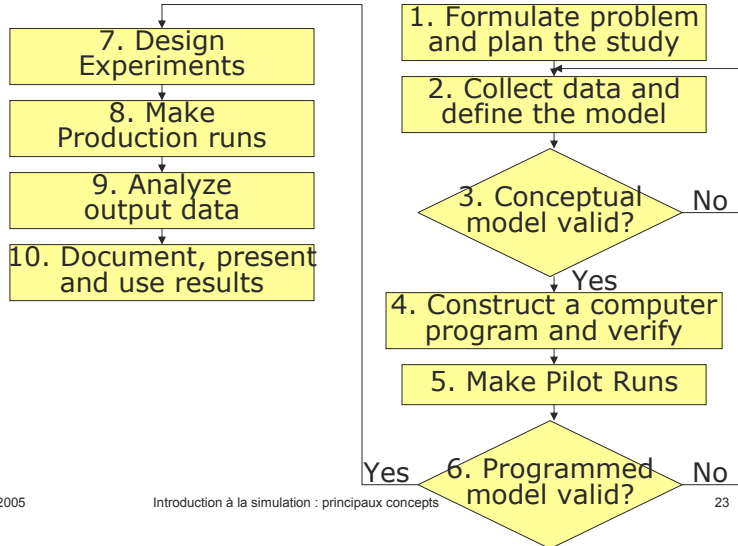 1. Formulate problem
and plan the study
2. Collect data and
define the model
3. Conceptual
model valid?
No
Yes
4. Construct a computer
program and verify
5. Make Pilot Runs
6. Programmed
model valid?
No
Yes
7. Design
Experiments
8. Make
Production runs
9. Analyze
output data
10. Document, present
and use results
2005
Introduction à la simulation : principaux concepts
23